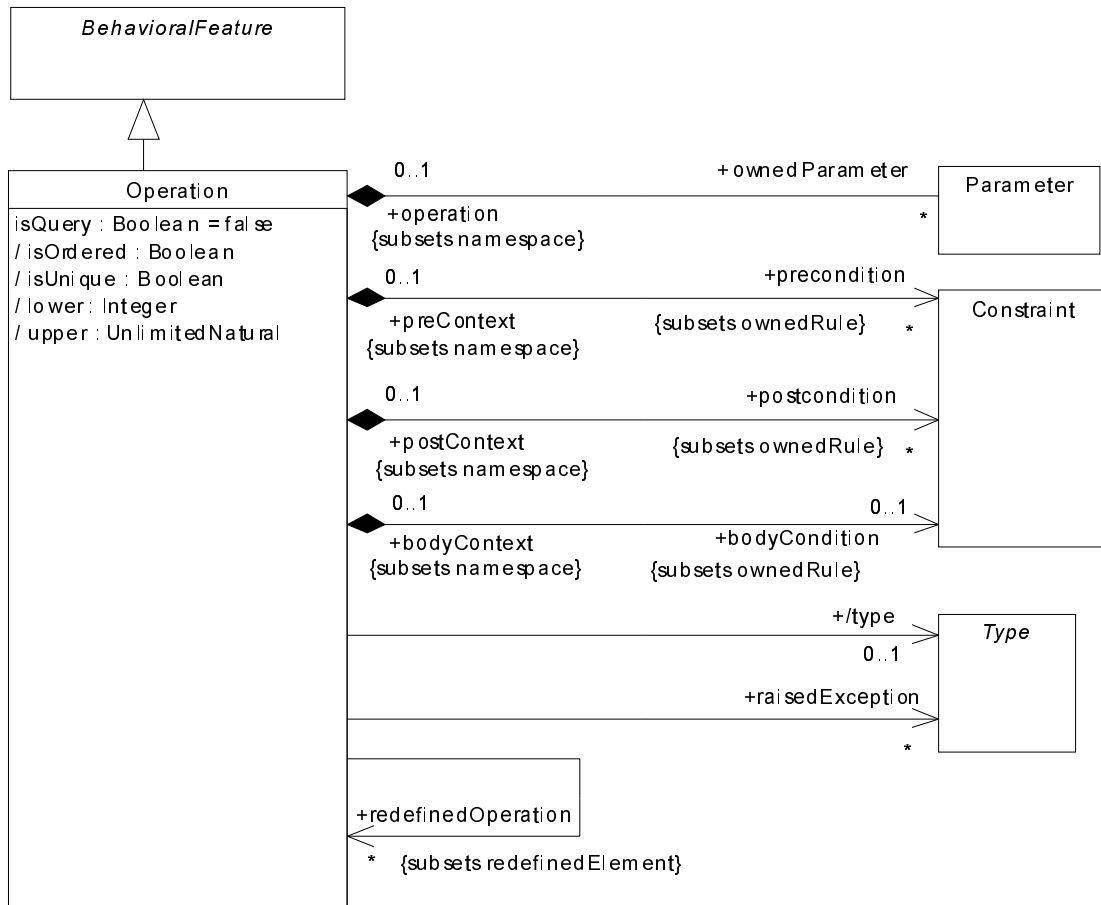 BehavioralFeature
Operation
isQuery : Boolean = false
/ isOrdered : Boolean
/ isUnique : Boolean
/ lower : Integer
/ upper : UnlimitedNatural
0..1
+ownedParameter
Parameter
+operation
*
{subsets namespace}
0..1
+precondition
Constraint
+preContext
{subsets ownedRule}
*
{subsets namespace}
0..1
+postcondition
+postContext
{subsets ownedRule}
*
{subsets namespace}
0..1
0..1
+bodyContext
+bodyCondition
{subsets namespace}
{subsets ownedRule}
+/type
Type
0..1
+raisedException
*
+redefinedOperation
*
{subsets redefinedElement}